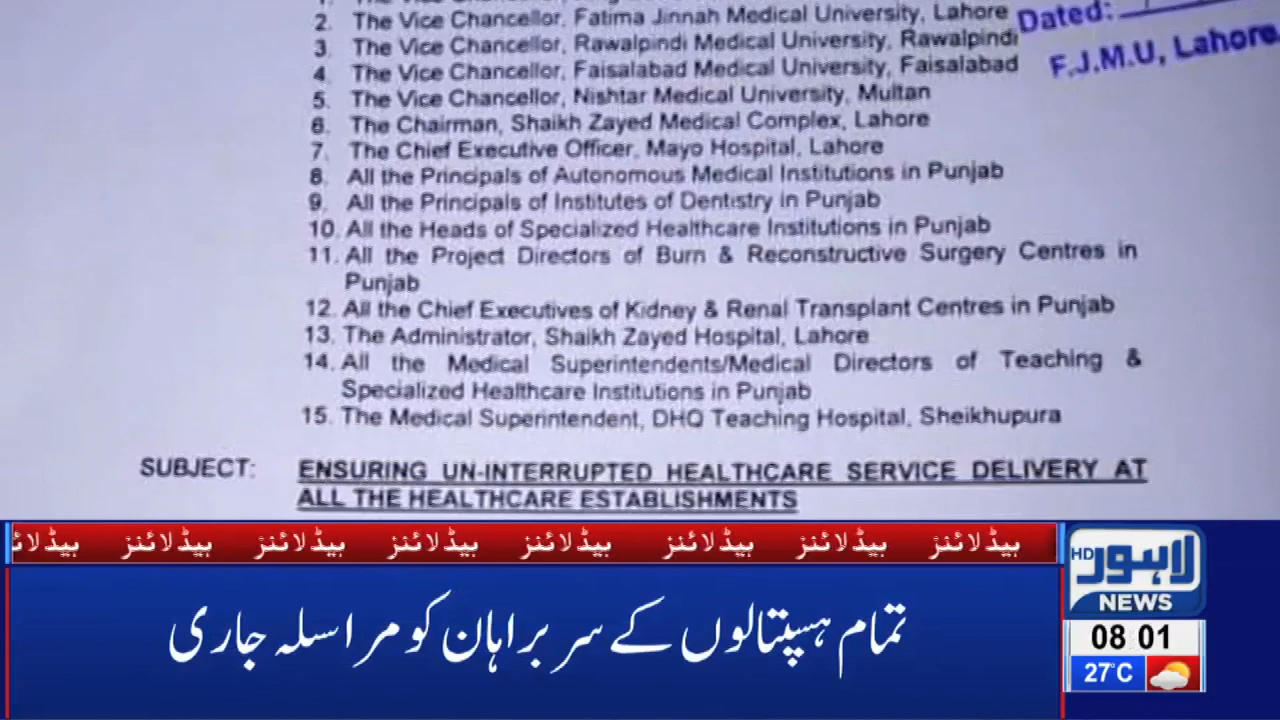 2. The Vice Chancellor, Fatima Jinnah Medical University, Lahore
3. The Vice Chancellor, Rawalpindi Medical University, Rawalpindi
4. The Vice Chancellor, Faisalabad Medical University, Faisalabad
5. The Vice Chancellor, Nishtar Medical University, Multan
6. The Chairman, Shaikh Zayed Medical Complex, Lahore
7. The Chief Executive Officer, Mayo Hospital, Lahore
8. All the Principals of Autonomous Medical Institutions in Punjab
9. All the Principals of Institutes of Dentistry in Punjab
10. All the Heads of Specialized Healthcare Institutions in Punjab
11. All the Project Directors of Burn & Reconstructive Surgery Centres in
Punjab
12. All the Chief Executives of Kidney & Renal Transplant Centres in Punjab
13. The Administrator, Shaikh Zayed Hospital, Lahore
14. All the Medical Superintendents/Medical Directors of Teaching &
Specialized Healthcare Institutions in Punjab
15. The Medical Superintendent, DHQ Teaching Hospital, Sheikhupura
Dated:
F.J.M.U, Lahore
SUBJECT: ENSURING UN-INTERRUPTED HEALTHCARE SERVICE DELIVERY AT
ALL THE HEALTHCARE ESTABLISHMENTS
ہیڈلائنز ہیڈلائنز ہیڈلائنز ہیڈلائنز ہیڈلائنز ہیڈلائنز ہیڈلائنز ہیڈلائنز
تمام ہسپتالوں کے سربراہان کو مراسلہ جاری
لاہور HD
NEWS
08:01
27°C